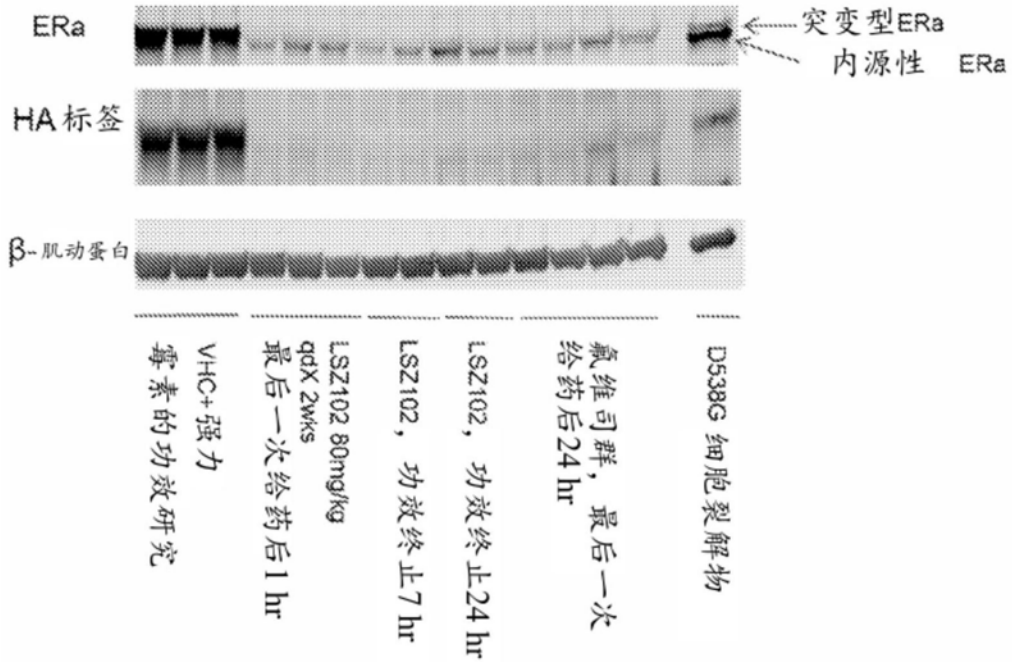 ERa
突变型ERa
内源性 ERa
HA 标签
β-肌动蛋白
VHC+强力
霉素的功效研究
LSZ102 80mg/kg
qdX 2wks
最后一次给药后1 hr
LSZ102, 功效终止7 hr
LSZ102, 功效终止24 hr
氟维司群, 最后一次
给药后24 hr
D538G 细胞裂解物